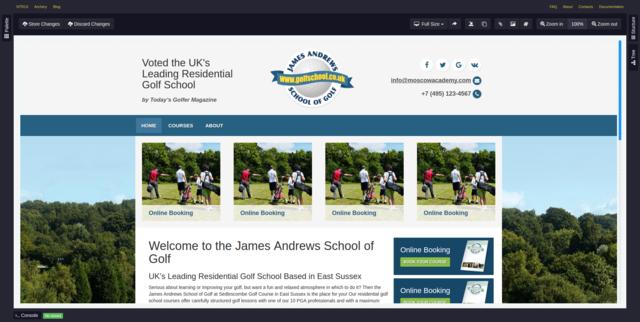 Archery
Blog
FAQ
About
Contacts
Documentation
Palette
Store Changes
Discard Changes
Full Size
Zoom in
100%
Zoom out
Structure
Tree
Voted the UK's
Leading Residential
Golf School
by Today's Golfer Magazine
JAMES ANDREWS
www.golfschool.co.uk
SCHOOL OF GOLF
info@moscowacademy.com
+7 (495) 123-4567
HOME
COURSES
ABOUT
Online Booking
Online Booking
Online Booking
Online Booking
Welcome to the James Andrews School of
Golf
UK's Leading Residential Golf School Based in East Sussex
Serious about learning or improving your golf, but want a fun and relaxed atmosphere in which to do it? Then the
James Andrews School of Golf at Sedlescombe Golf Course in East Sussex is the place for you! Our residential golf
school courses offer carefully structured golf lessons with one of our 10 PGA professionals and with a maximum
Online Booking
BOOK YOUR COURSE
Online Booking
BOOK YOUR COURSE
Console